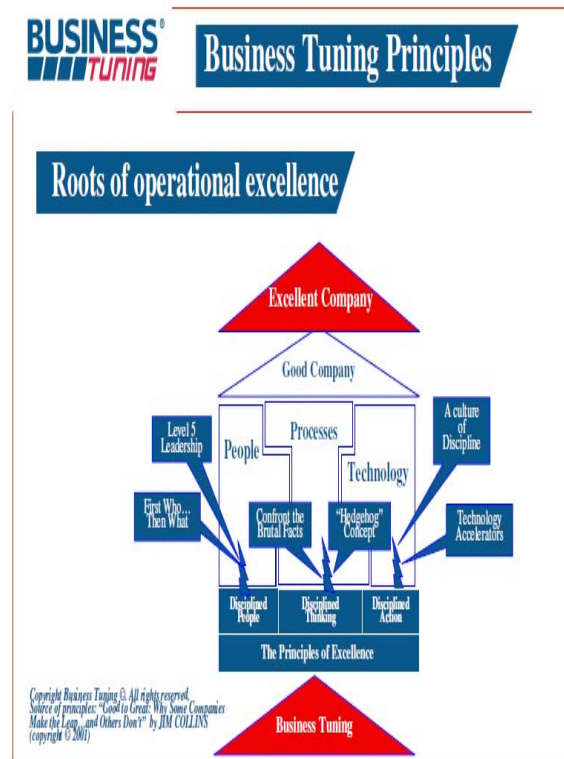 BUSINESS®
TUNING
Business Tuning Principles
Roots of operational excellence
Excellent Company
Good Company
People
Processes
Technology
Level 5
Leadership
First Who...
Then What
Confront the
Brutal Facts
“Hedgehog”
Concept
A culture
of
Discipline
Technology
Accelerators
Disciplined
People
Disciplined
Thinking
Disciplined
Action
The Principles of Excellence
Business Tuning
Copyright Business Tuning ©. All rights reserved.
Source of principles: “Good to Great: Why Some Companies
Make the Leap...and Others Don't” by JIM COLLINS
(copyright © 2001)